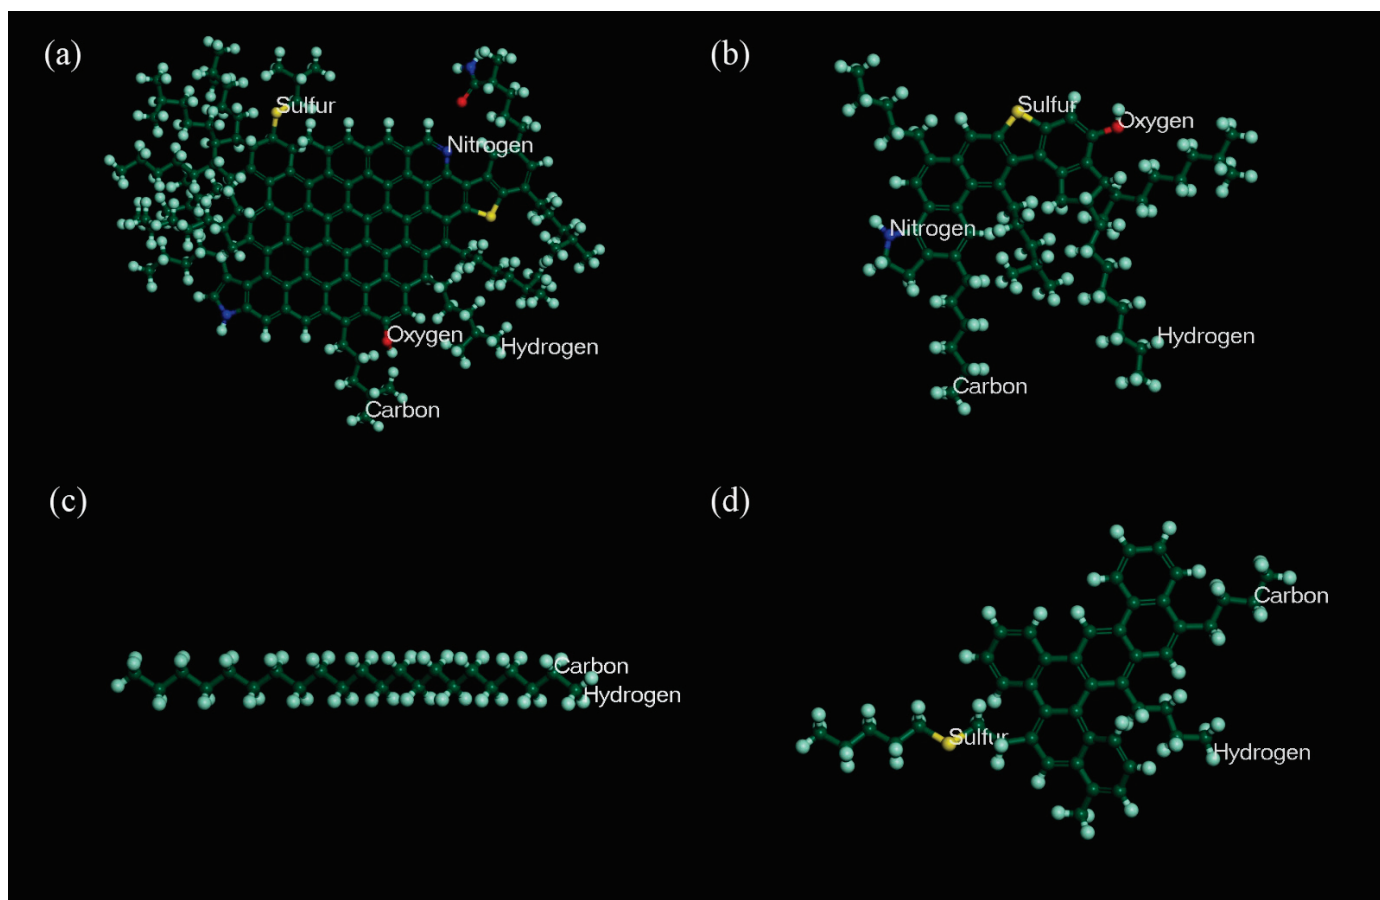 (a)
Sulfur
Nitrogen
Oxygen
Hydrogen
Carbon
(b)
Sulfur
Oxygen
Nitrogen
Hydrogen
Carbon
(c)
Carbon
Hydrogen
(d)
Carbon
Sulfur
Hydrogen